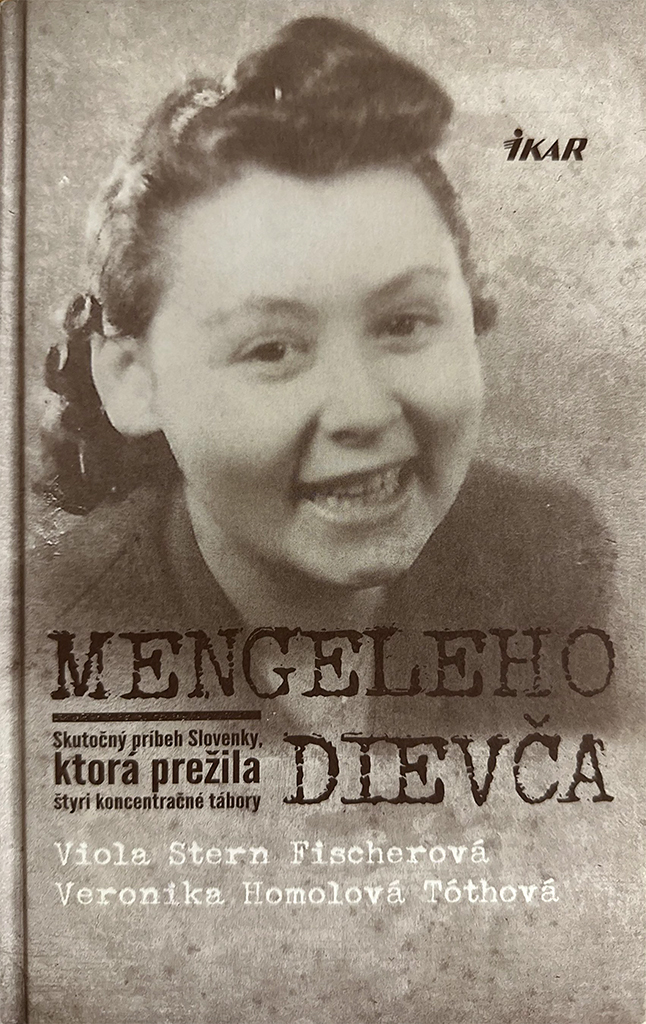 IKAR
MENGELEHO
DIEVČA
Skutočný príbeh Slovenky,
ktorá prežila
štyri koncentračné tábory
Viola Stern Fischerová
Veronika Homolová Tóthová